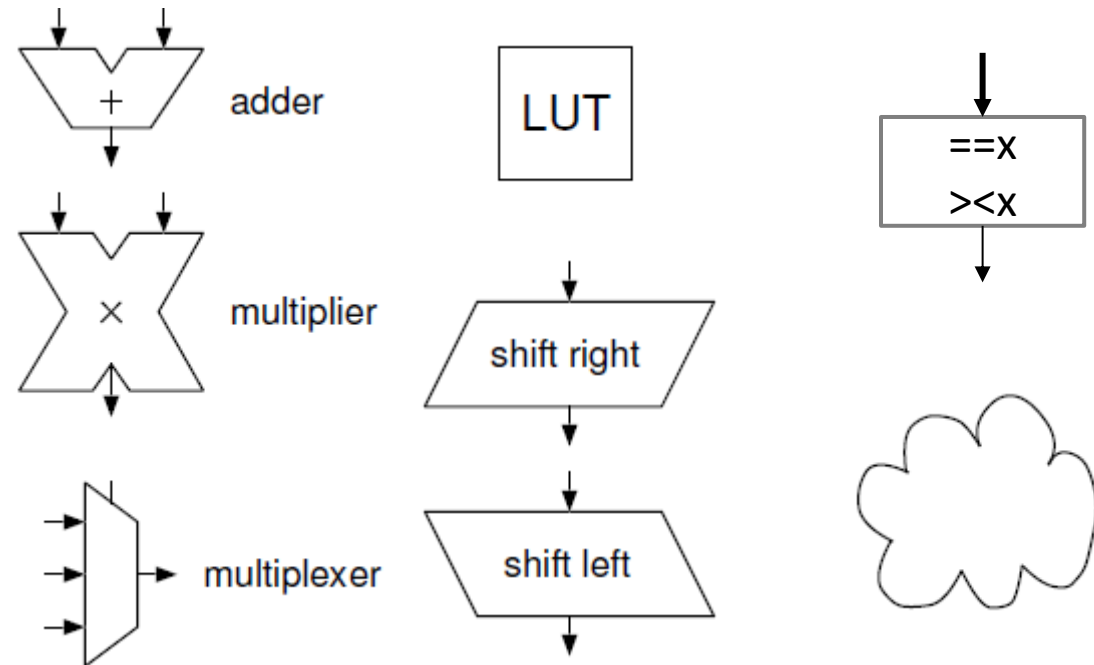 +
adder
×
multiplier
multiplexer
LUT
shift right
shift left
==x
><x